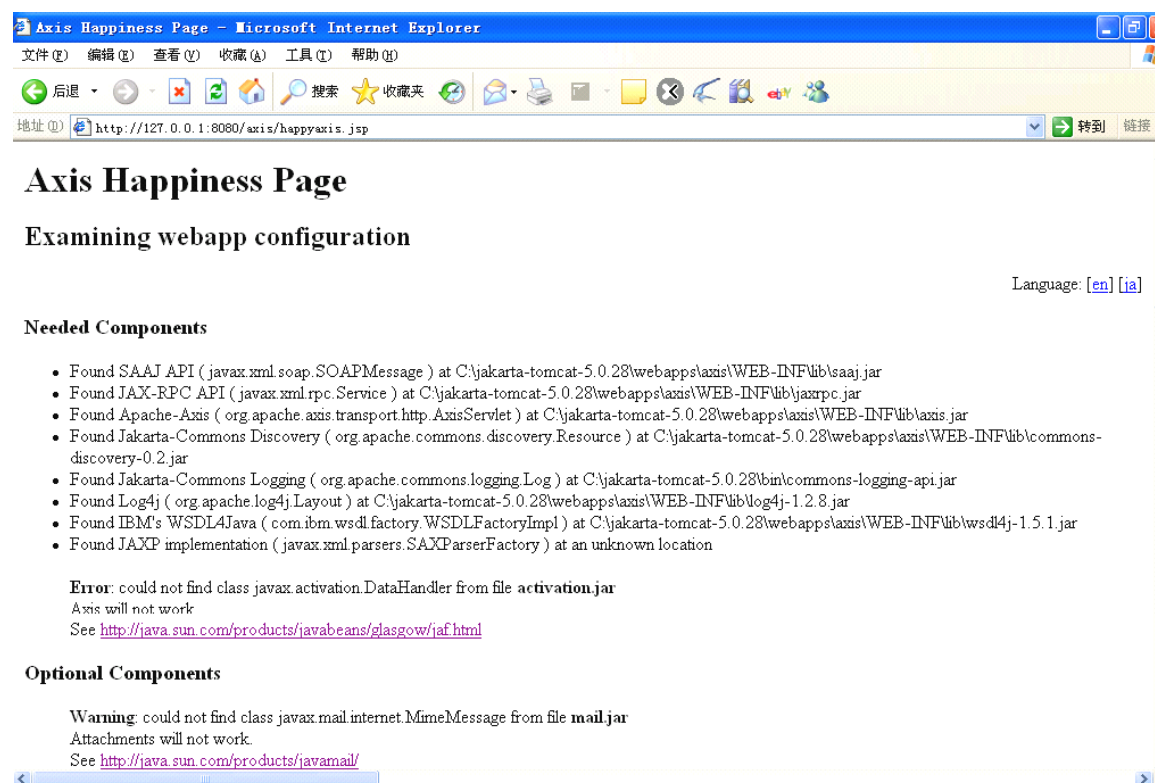 Axis Happiness Page - Microsoft Internet Explorer
文件(F) 编辑(E) 查看(V) 收藏(A) 工具(T) 帮助(H)
后退 搜索 收藏夹
地址(D) http://127.0.0.1:8080/axis/happyaxis.jsp 转到 链接
Axis Happiness Page
Examining webapp configuration
Language: [en] [ja]
Needed Components
• Found SAAJ API ( javax.xml.soap.SOAPMessage ) at C:\jakarta-tomcat-5.0.28\webapps\axis\WEB-INF\lib\saaj.jar
• Found JAX-RPC API ( javax.xml.rpc.Service ) at C:\jakarta-tomcat-5.0.28\webapps\axis\WEB-INF\lib\jaxrpc.jar
• Found Apache-Axis ( org.apache.axis.transport.http.AxisServlet ) at C:\jakarta-tomcat-5.0.28\webapps\axis\WEB-INF\lib\axis.jar
• Found Jakarta-Commons Discovery ( org.apache.commons.discovery.Resource ) at C:\jakarta-tomcat-5.0.28\webapps\axis\WEB-INF\lib\commons-
discovery-0.2.jar
• Found Jakarta-Commons Logging ( org.apache.commons.logging.Log ) at C:\jakarta-tomcat-5.0.28\bin\commons-logging-api.jar
• Found Log4j ( org.apache.log4j.Layout ) at C:\jakarta-tomcat-5.0.28\webapps\axis\WEB-INF\lib\log4j-1.2.8.jar
• Found IBM's WSDL4Java ( com.ibm.wsdl.factory.WSDLFactoryImpl ) at C:\jakarta-tomcat-5.0.28\webapps\axis\WEB-INF\lib\wsdl4j-1.5.1.jar
• Found JAXP implementation ( javax.xml.parsers.SAXParserFactory ) at an unknown location
Error: could not find class javax.activation.DataHandler from file activation.jar
Axis will not work
See http://java.sun.com/products/javabeans/glasgow/jaf.html
Optional Components
Warning: could not find class javax.mail.internet.MimeMessage from file mail.jar
Attachments will not work.
See http://java.sun.com/products/javamail/